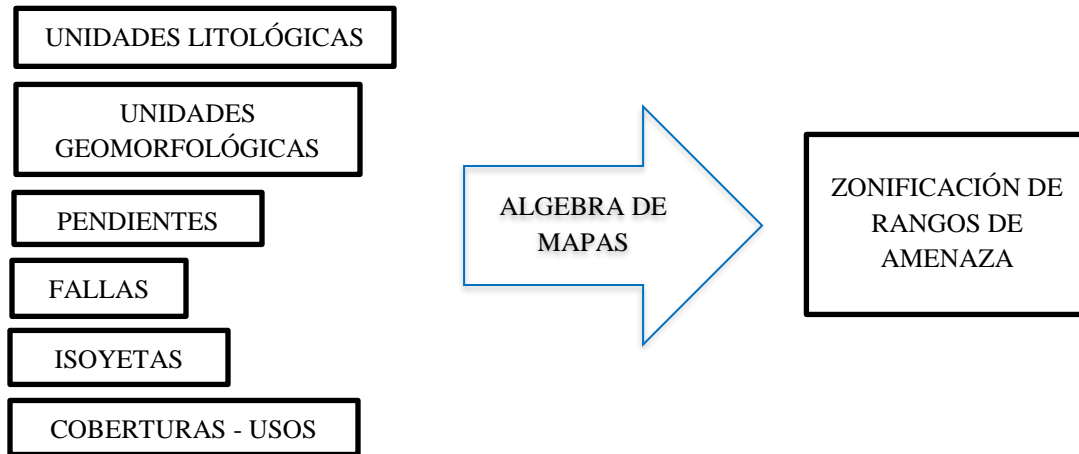 UNIDADES LITOLÓGICAS
UNIDADES
GEOMORFOLÓGICAS
PENDIENTES
FALLAS
ISOYETAS
COBERTURAS - USOS
ALGEBRA DE
MAPAS
ZONIFICACIÓN DE
RANGOS DE
AMENAZA